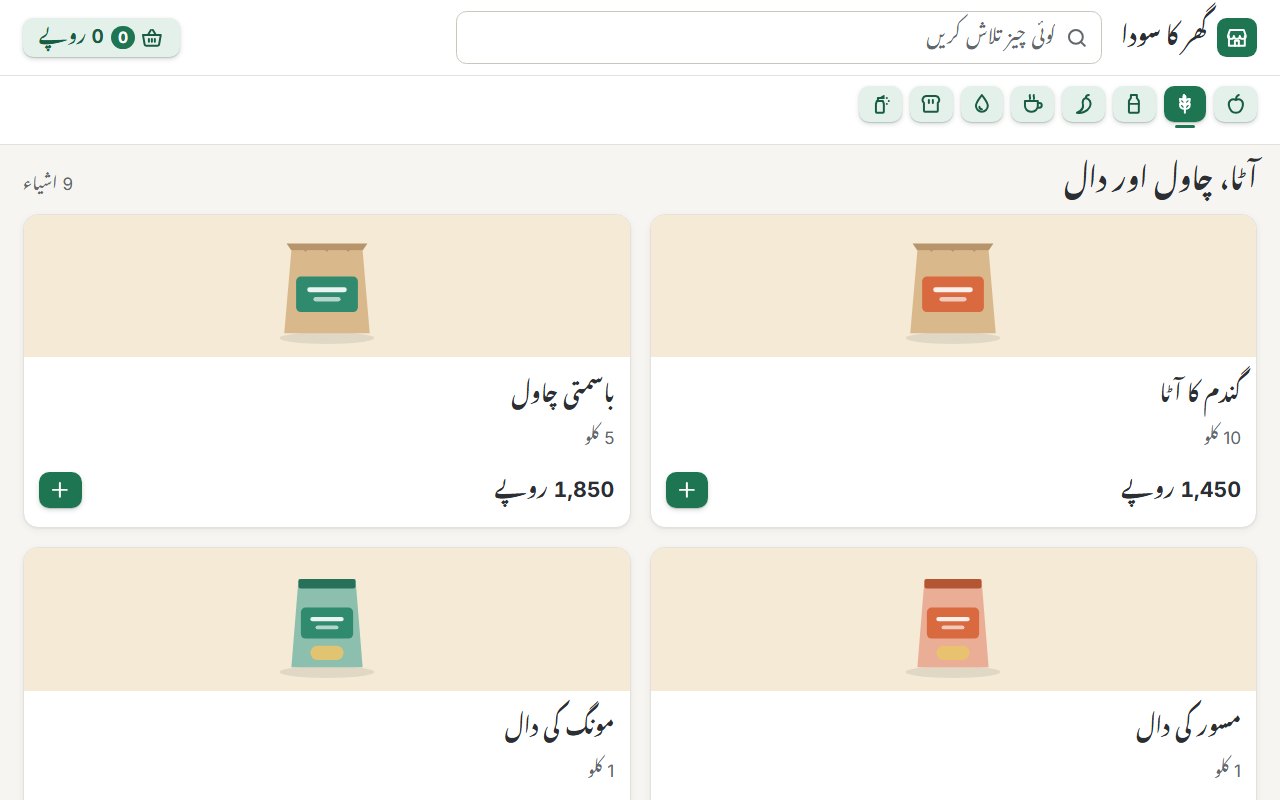 گھر کا سودا
کوئی چیز تلاش کریں
0 0 روپے
آٹا، چاول اور دال
9 اشیاء
گندم کا آٹا
10 کلو
1,450 روپے
باسمتی چاول
5 کلو
1,850 روپے
مسور کی دال
1 کلو
مونگ کی دال
1 کلو